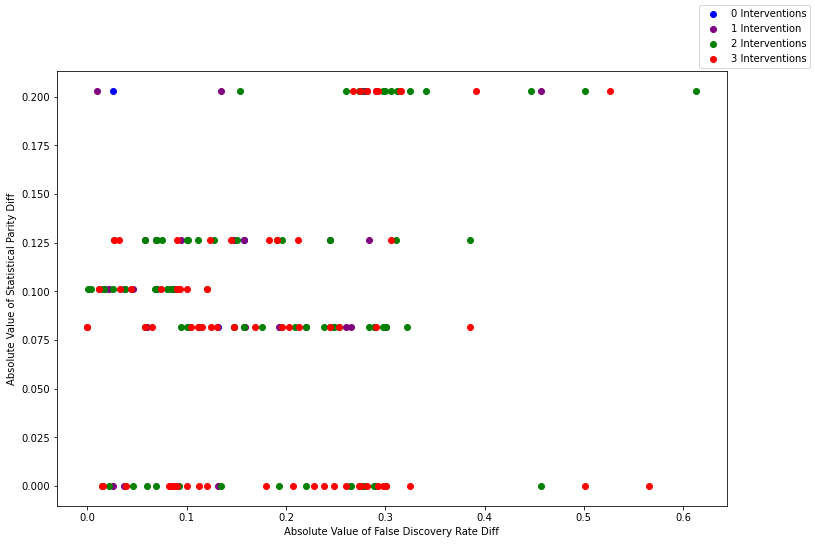 0 Interventions
1 Intervention
2 Interventions
3 Interventions
0.200
0.175
0.150
0.125
0.100
0.075
0.050
0.025
0.000
Absolute Value of Statistical Parity Diff
0.0 0.1 0.2 0.3 0.4 0.5 0.6
Absolute Value of False Discovery Rate Diff